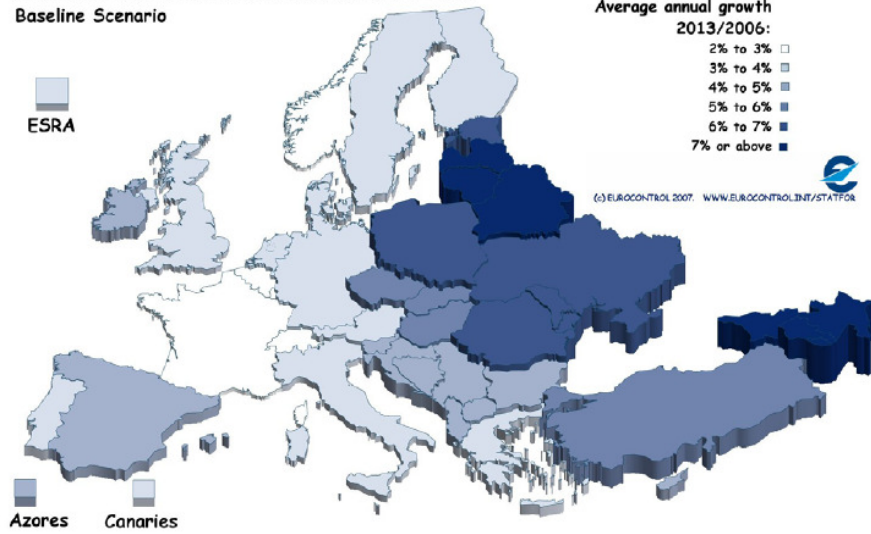 Baseline Scenario
Average annual growth
2013/2006:
2% to 3%
3% to 4%
4% to 5%
5% to 6%
6% to 7%
7% or above
ESRA
(c) EUROCONTROL 2007. WWW.EUROCONTROL.INT/STATFOR
Azores
Canaries